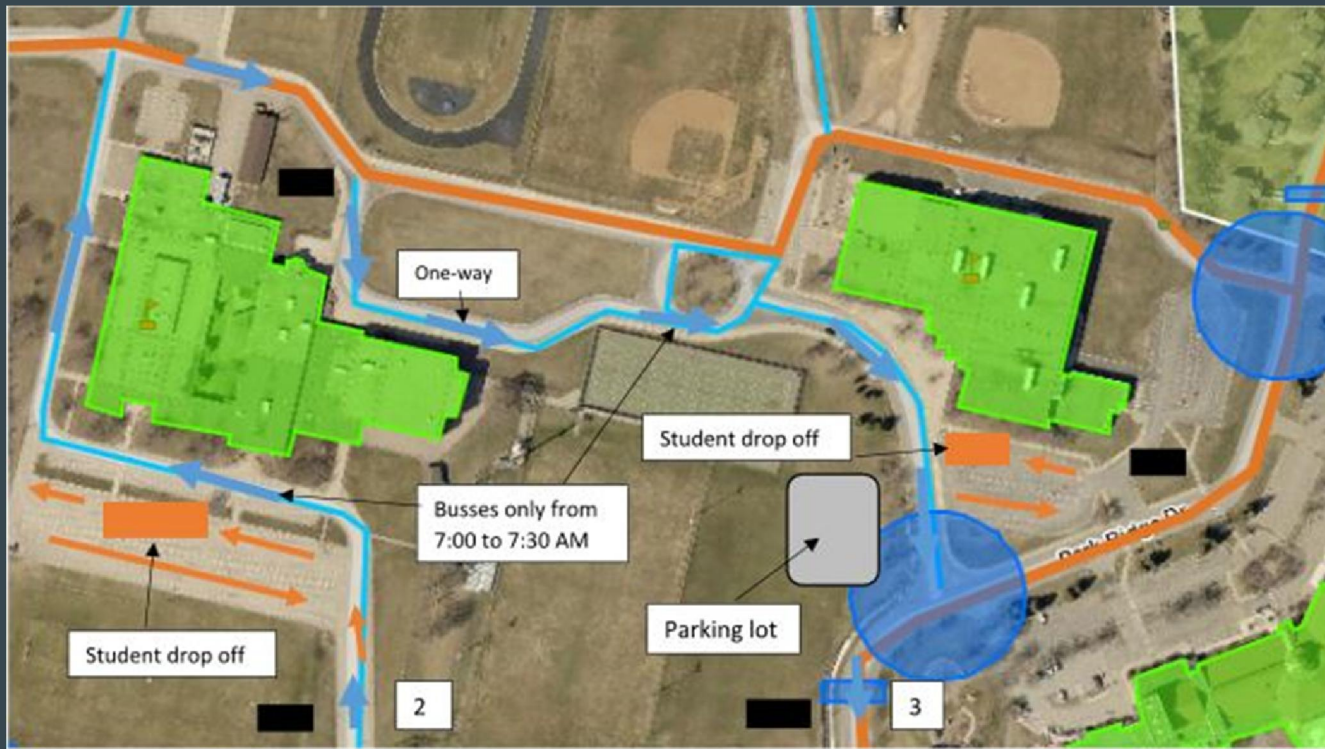 One-way
Student drop off
Busses only from
7:00 to 7:30 AM
Park Ridge Dr
Parking lot
Student drop off
2
3